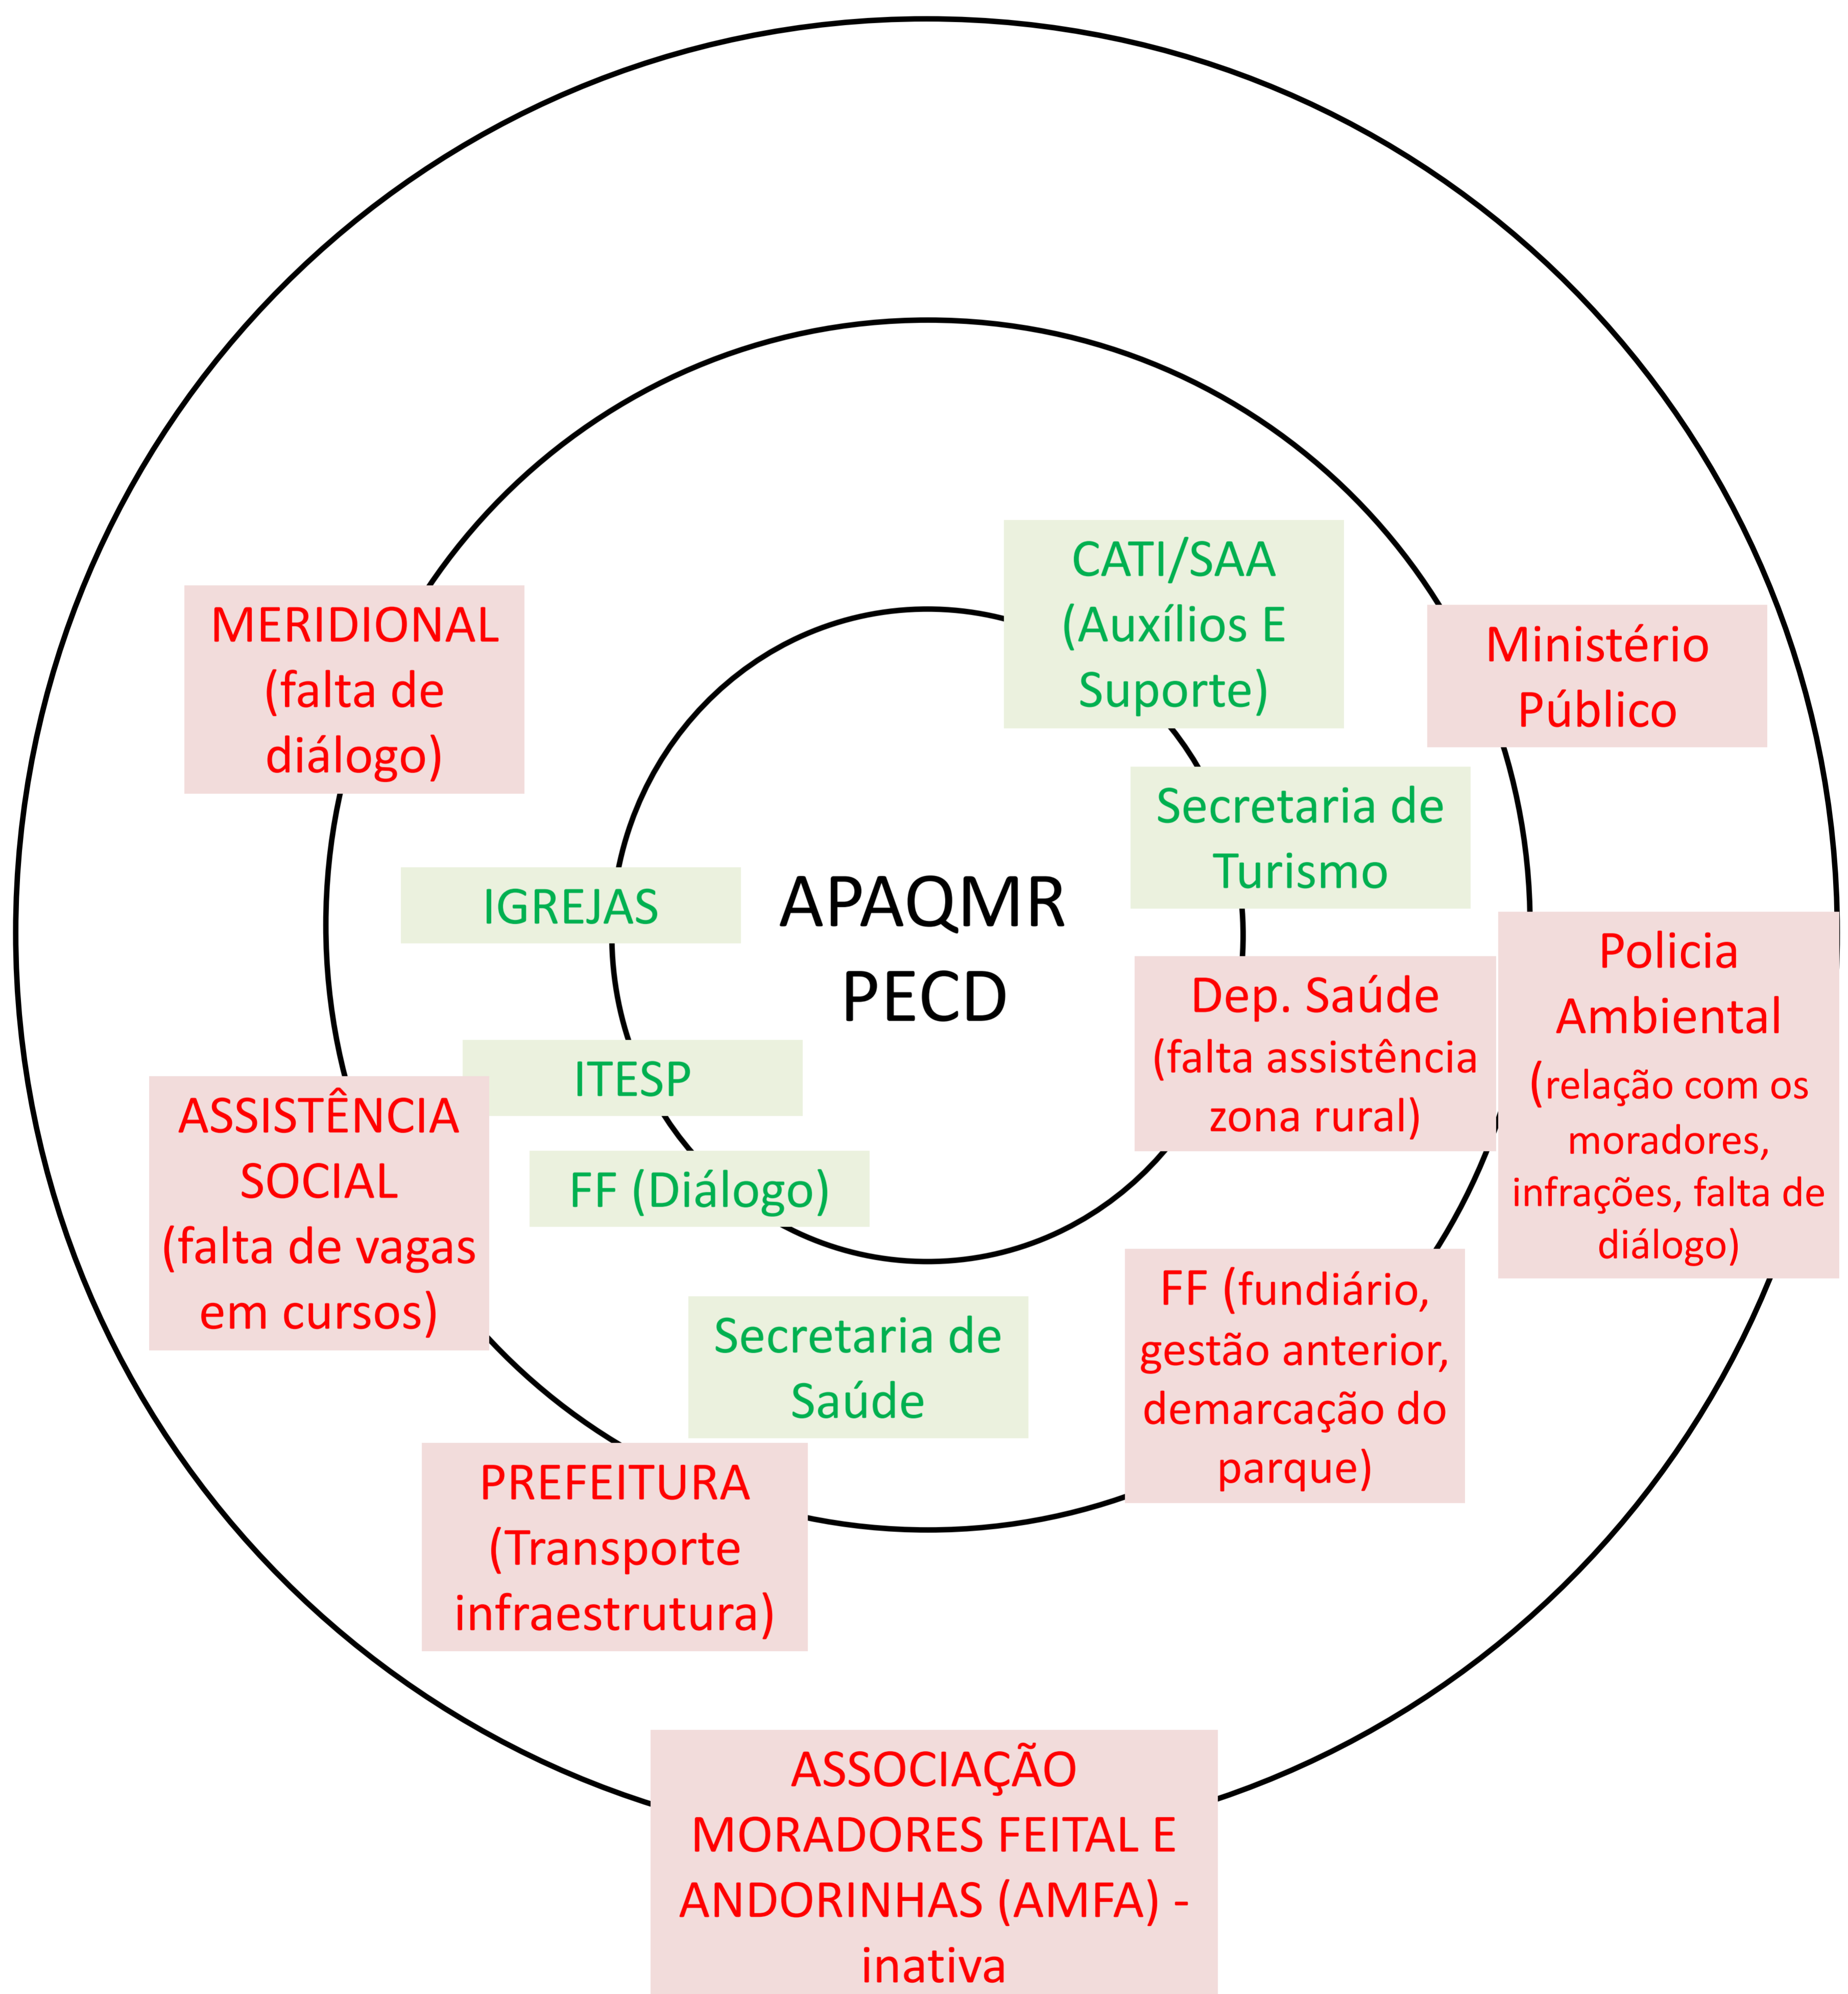 CATI/SAA
(Auxílios E
Suporte)
MERIDIONAL
(falta de
diálogo)
Ministério
Público
Secretaria de
Turismo
IGREJAS
APAQMR
PECD
Policia
Ambiental
(relação com os
moradores,
infrações, falta de
diálogo)
Dep. Saúde
(falta assistência
zona rural)
ITESP
ASSISTÊNCIA
SOCIAL
(falta de vagas
em cursos)
FF (Diálogo)
FF (fundiário,
gestão anterior,
demarcação do
parque)
Secretaria de
Saúde
PREFEITURA
(Transporte
infraestrutura)
ASSOCIAÇÃO
MORADORES FEITAL E
ANDORINHAS (AMFA) -
inativa